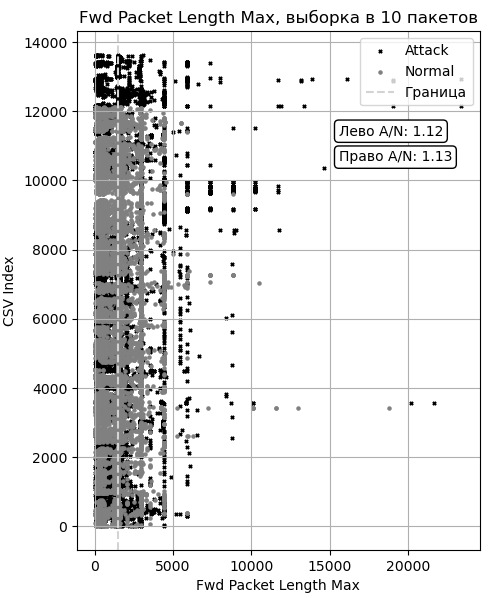 Fwd Packet Length Max, выборка в 10 пакетов
Attack
Normal
Граница
Лево A/N: 1.12
Право A/N: 1.13
14000
12000
10000
8000
6000
4000
2000
0
CSV Index
0 5000 10000 15000 20000
Fwd Packet Length Max